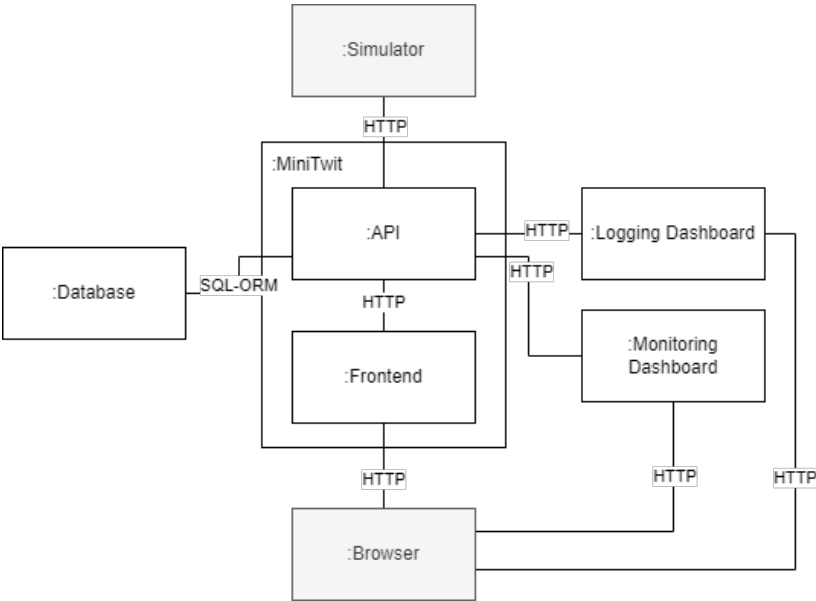 :Simulator
HTTP
:MiniTwit
:API
HTTP
:Logging Dashboard
HTTP
:Database
SQL-ORM
HTTP
:Monitoring
Dashboard
:Frontend
HTTP
HTTP
HTTP
:Browser